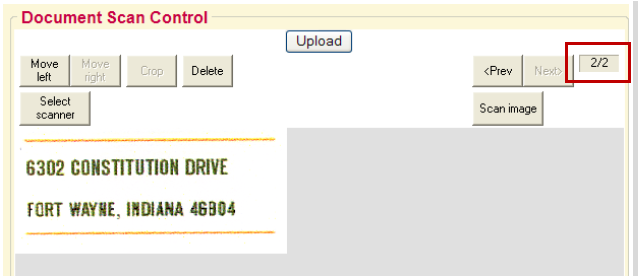 Document Scan Control
Upload
Move left
Move right
Crop
Delete
<Prev
Next>
2/2
Select scanner
Scan image
6302 CONSTITUTION DRIVE
FORT WAYNE, INDIANA 46804